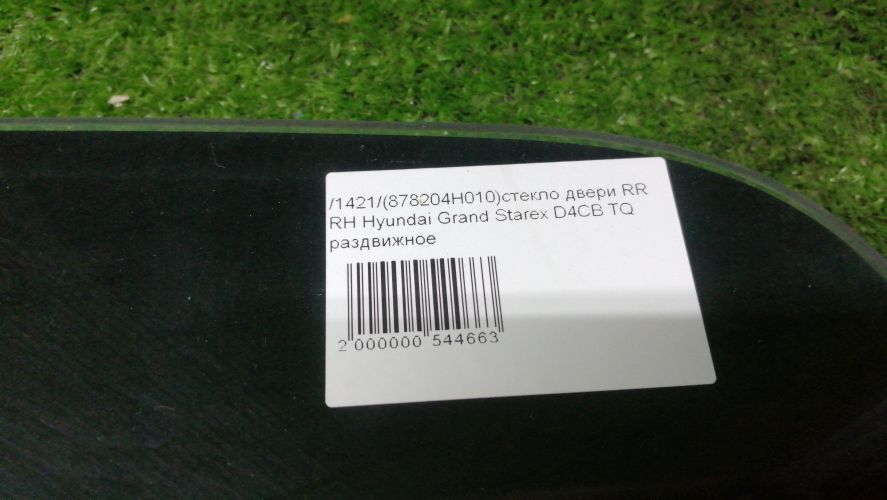 /1421/(878204H010)стекло двери RR
RH Hyundai Grand Starex D4CB TQ
раздвижное
2 000000 544663